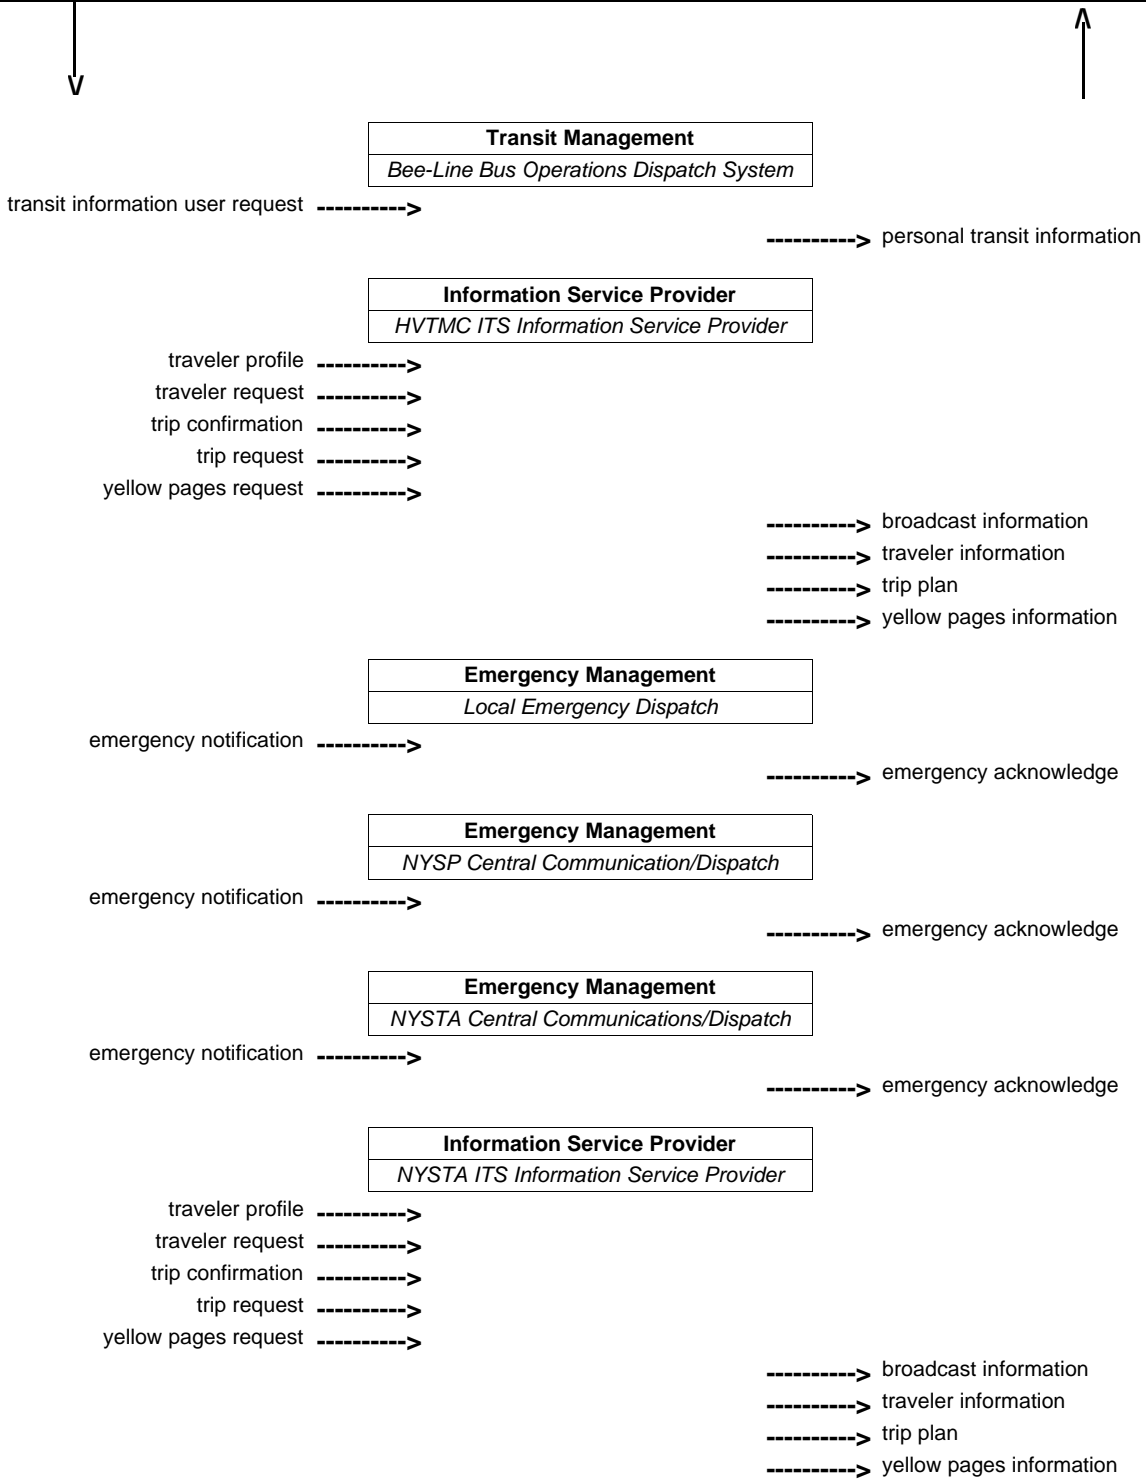 Transit Management
Bee-Line Bus Operations Dispatch System
transit information user request
personal transit information
Information Service Provider
HVTMC ITS Information Service Provider
traveler profile
traveler request
trip confirmation
trip request
yellow pages request
broadcast information
traveler information
trip plan
yellow pages information
Emergency Management
Local Emergency Dispatch
emergency notification
emergency acknowledge
Emergency Management
NYSP Central Communication/Dispatch
emergency notification
emergency acknowledge
Emergency Management
NYSTA Central Communications/Dispatch
emergency notification
emergency acknowledge
Information Service Provider
NYSTA ITS Information Service Provider
traveler profile
traveler request
trip confirmation
trip request
yellow pages request
broadcast information
traveler information
trip plan
yellow pages information